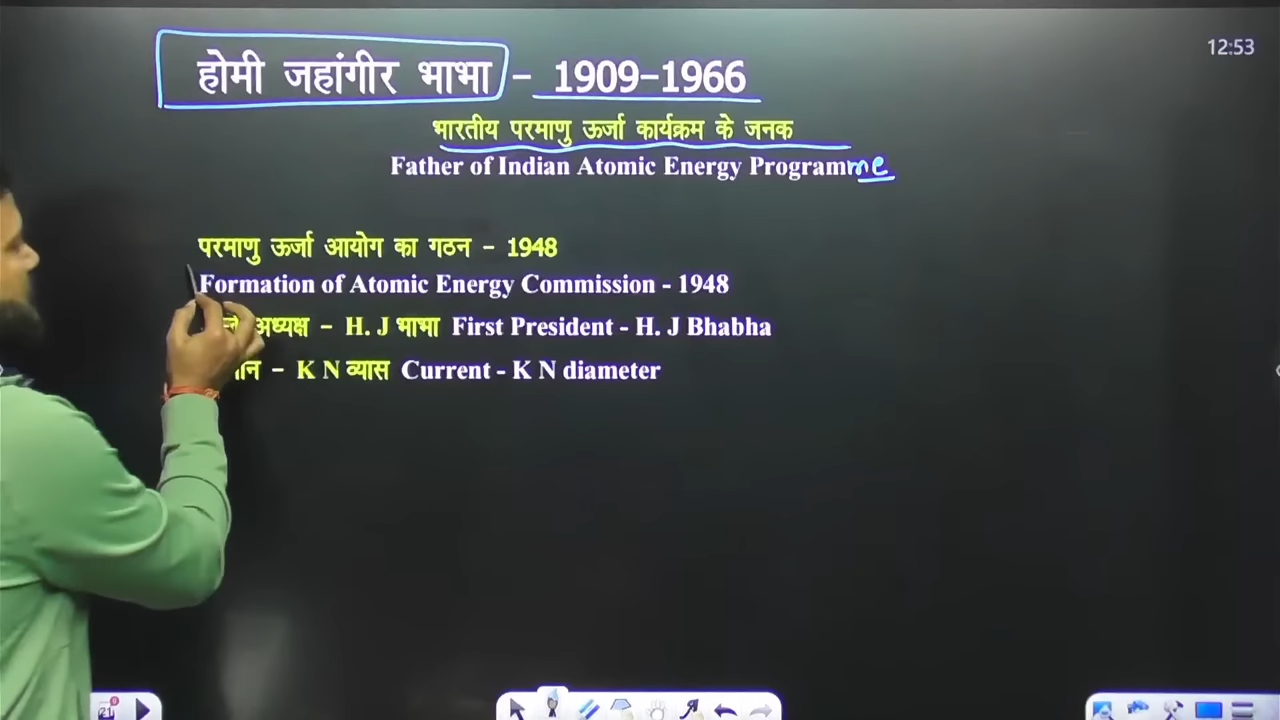 12:53
होमी जहांगीर भाभा - 1909-1966
भारतीय परमाणु ऊर्जा कार्यक्रम के जनक
Father of Indian Atomic Energy Programme
परमाणु ऊर्जा आयोग का गठन - 1948
Formation of Atomic Energy Commission - 1948
अध्यक्ष - H. J भाभा First President - H. J Bhabha
- K N व्यास Current - K N diameter
21